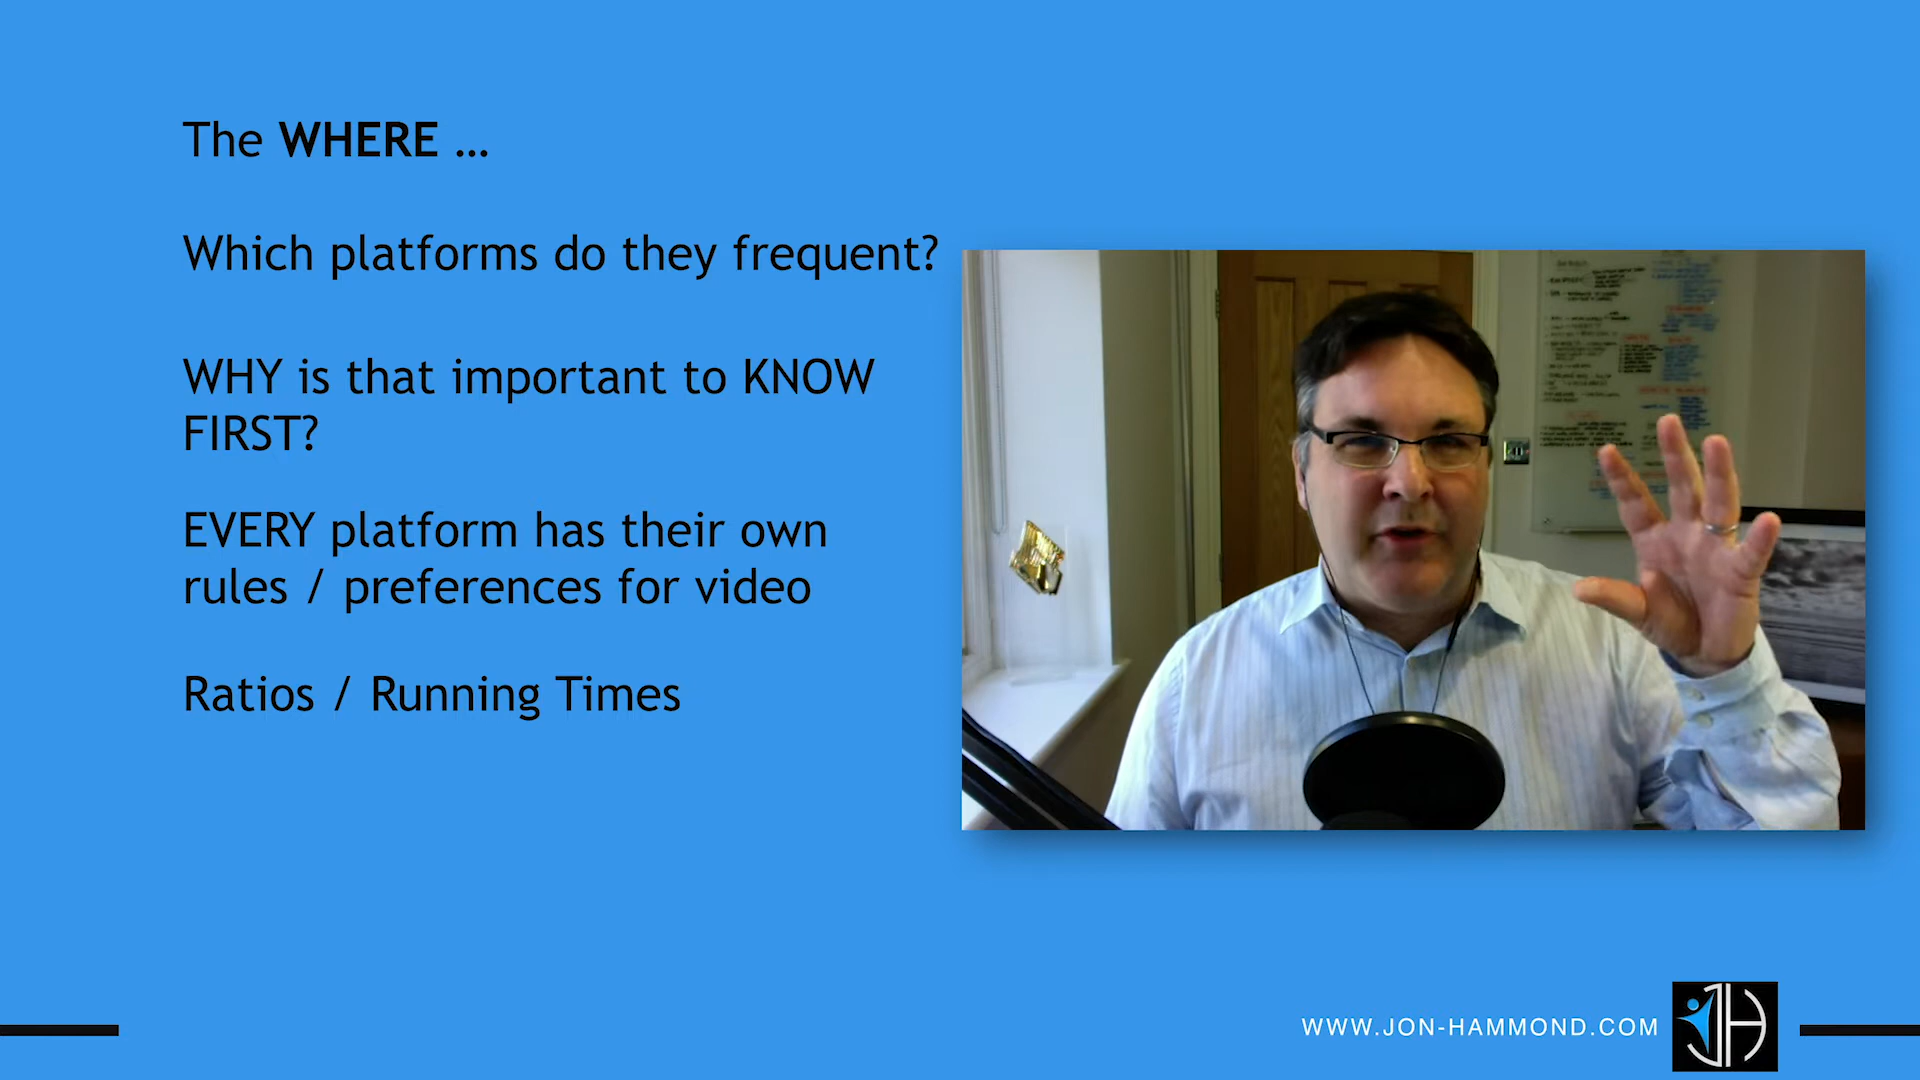 The WHERE ...
Which platforms do they frequent?
WHY is that important to KNOW
FIRST?
EVERY platform has their own
rules / preferences for video
Ratios / Running Times
WWW.JON-HAMMOND.COM
JH